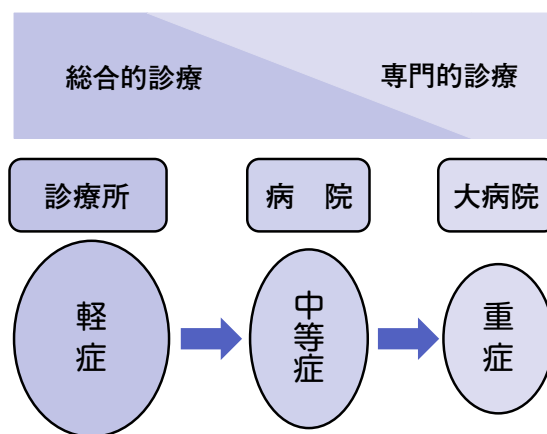 総合的診療
専門的診療
診療所
病　院
大病院
軽症
中等症
重症